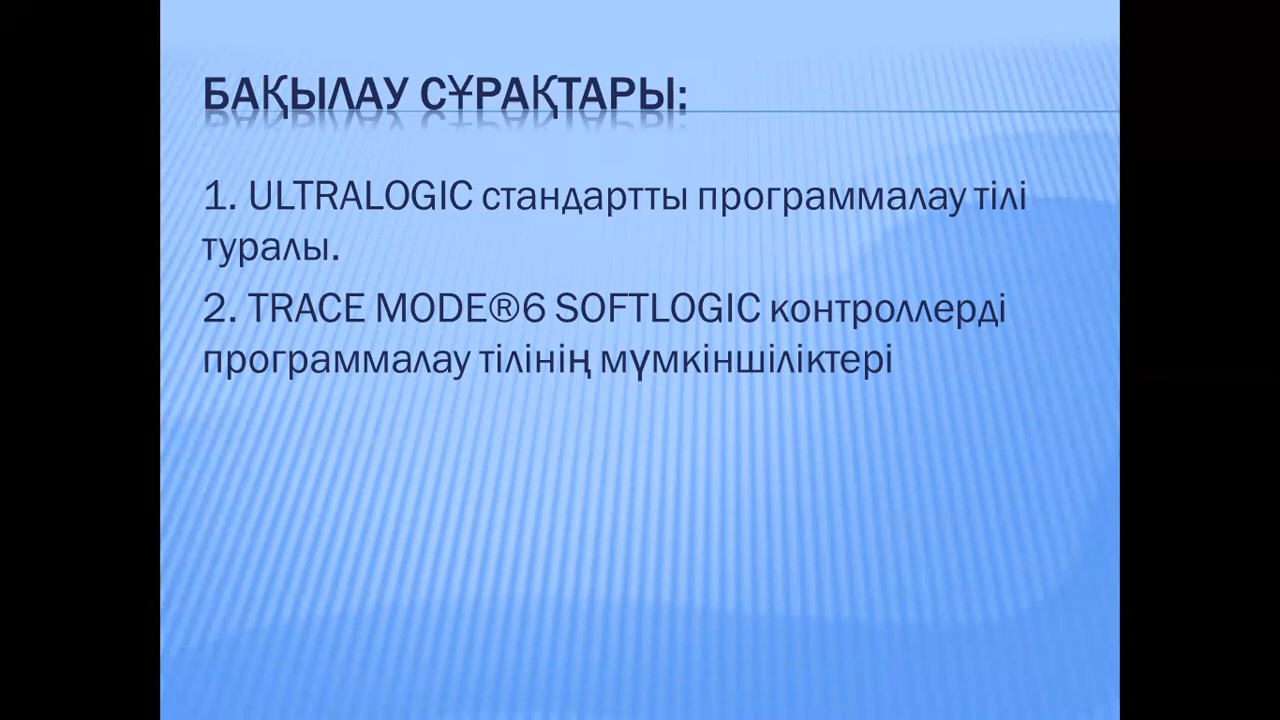 БАҚЫЛАУ СҰРАҚТАРЫ:
1. ULTRALOGIC стандартты программалау тілі
туралы.
2. TRACE MODE®6 SOFTLOGIC контроллерді
программалау тілінің мүмкіншіліктері